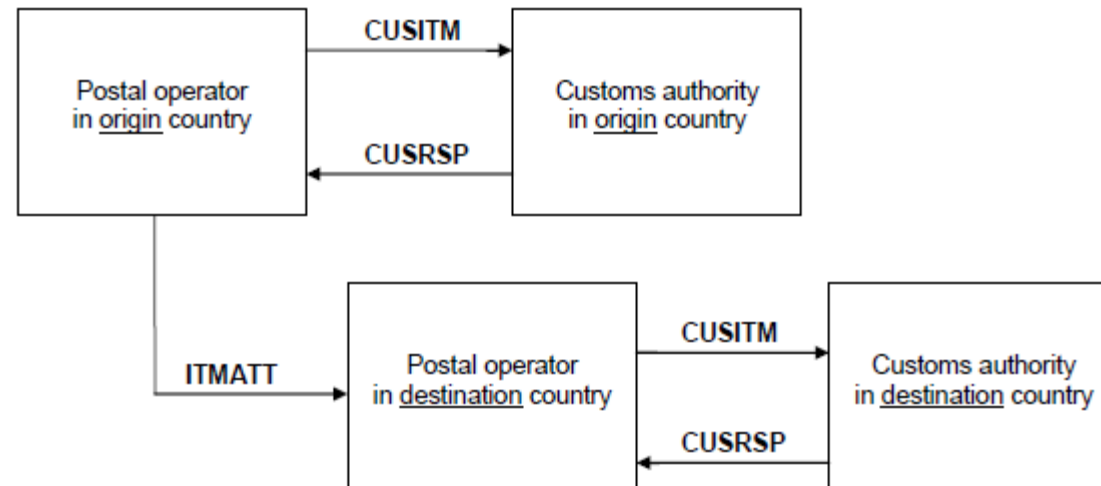 CUSITM
Postal operator
in origin country
Customs authority
in origin country
CUSRSP
CUSITM
ITMATT
Postal operator
in destination country
Customs authority
in destination country
CUSRSP